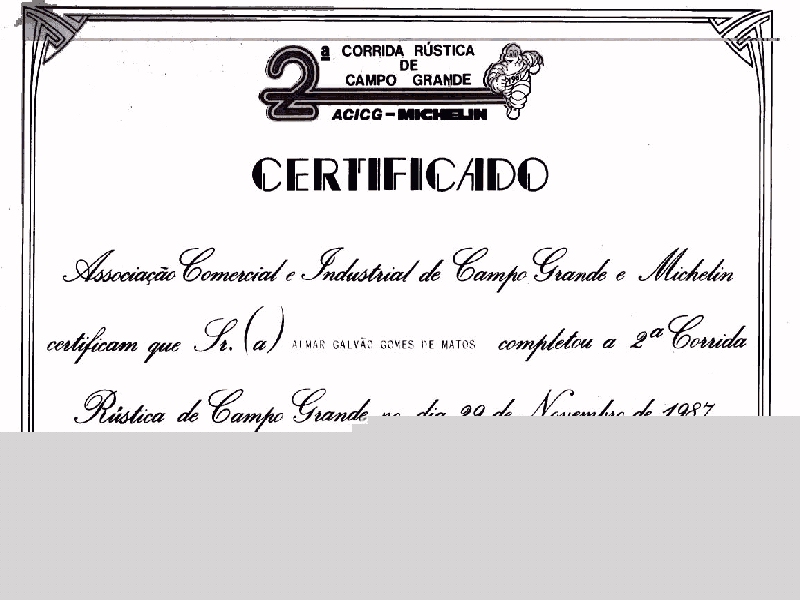 2ª CORRIDA RÚSTICA
DE
CAMPO GRANDE
ACICG - MICHELIN
CERTIFICADO
Associação Comercial e Industrial de Campo Grande e Michelin
certificam que Sr.(a) ALMAR GALVÃO GOMES DE MATOS completou a 2ª Corrida
Rústica de Campo Grande no dia 29 de Novembro de 1987